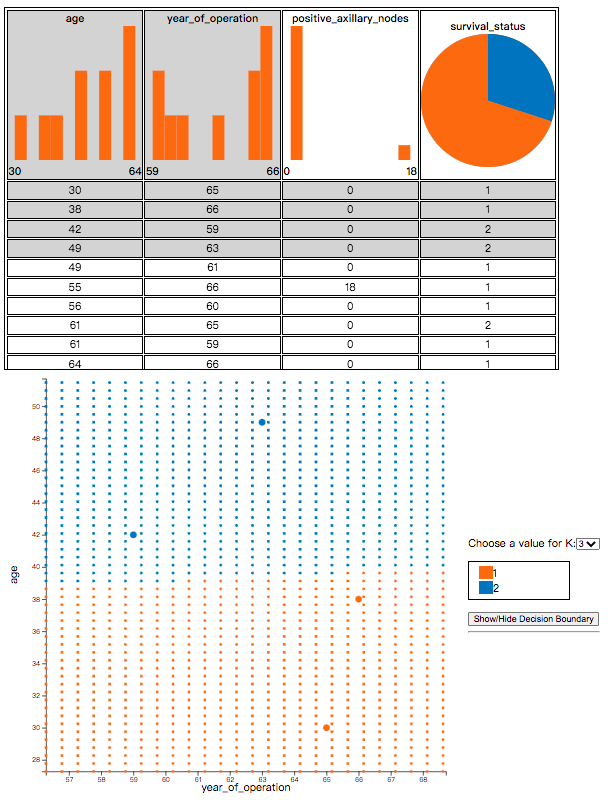 age year_of_operation positive_axillary_nodes survival_status
30 64 59 66 0 18
30 65 0 1
38 66 0 1
42 59 0 2
49 63 0 2
49 61 0 1
55 66 18 1
56 60 0 1
61 65 0 2
61 59 0 1
64 66 0 1
50
48
46
44
42
40
38
36
34
32
30
28
age
57 58 59 60 61 62 63 64 65 66 67 68
year_of_operation
Choose a value for K: 3
1
2
Show/Hide Decision Boundary